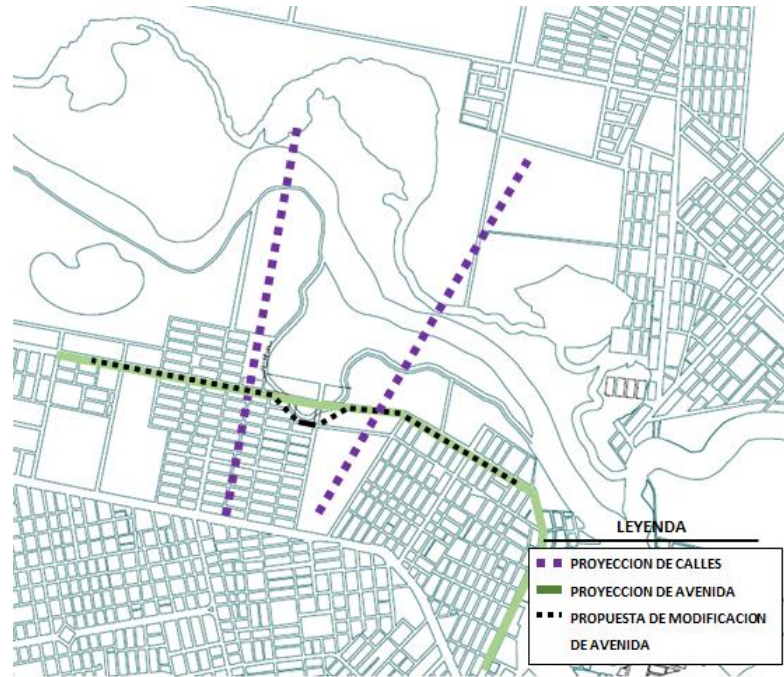 LEYENDA
PROYECCION DE CALLES
PROYECCION DE AVENIDA
PROPUESTA DE MODIFICACION
DE AVENIDA